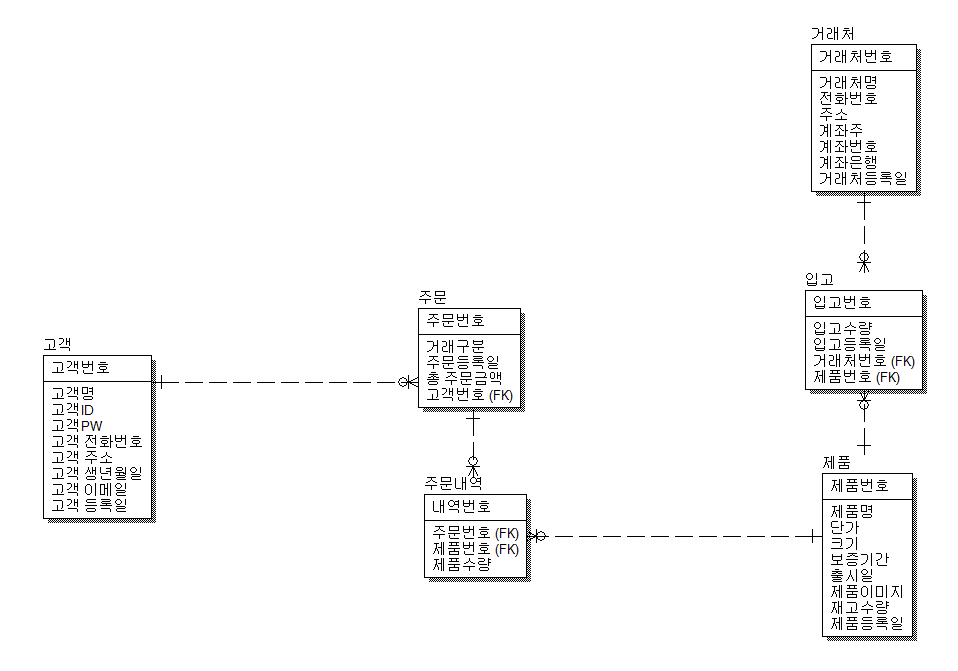 거래처
거래처번호
거래처명
전화번호
주소
계좌주
계좌번호
계좌은행
거래처등록일
입고
입고번호
입고수량
입고등록일
거래처번호 (FK)
제품번호 (FK)
주문
주문번호
거래구분
주문등록일
총 주문금액
고객번호 (FK)
고객
고객번호
고객명
고객ID
고객PW
고객 전화번호
고객 주소
고객 생년월일
고객 이메일
고객 등록일
주문내역
내역번호
주문번호 (FK)
제품번호 (FK)
제품수량
제품
제품번호
제품명
단가
크기
보증기간
출시일
제품이미지
재고수량
제품등록일